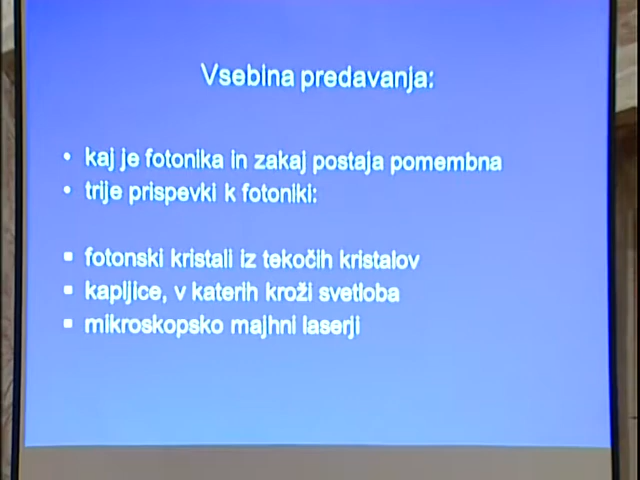 Vsebina predavanja:
• kaj je fotonika in zakaj postaja pomembna
• trije prispevki k fotoniki:
▪ fotonski kristali iz tekočih kristalov
▪ kapljice, v katerih kroži svetloba
▪ mikroskopsko majhni laserji